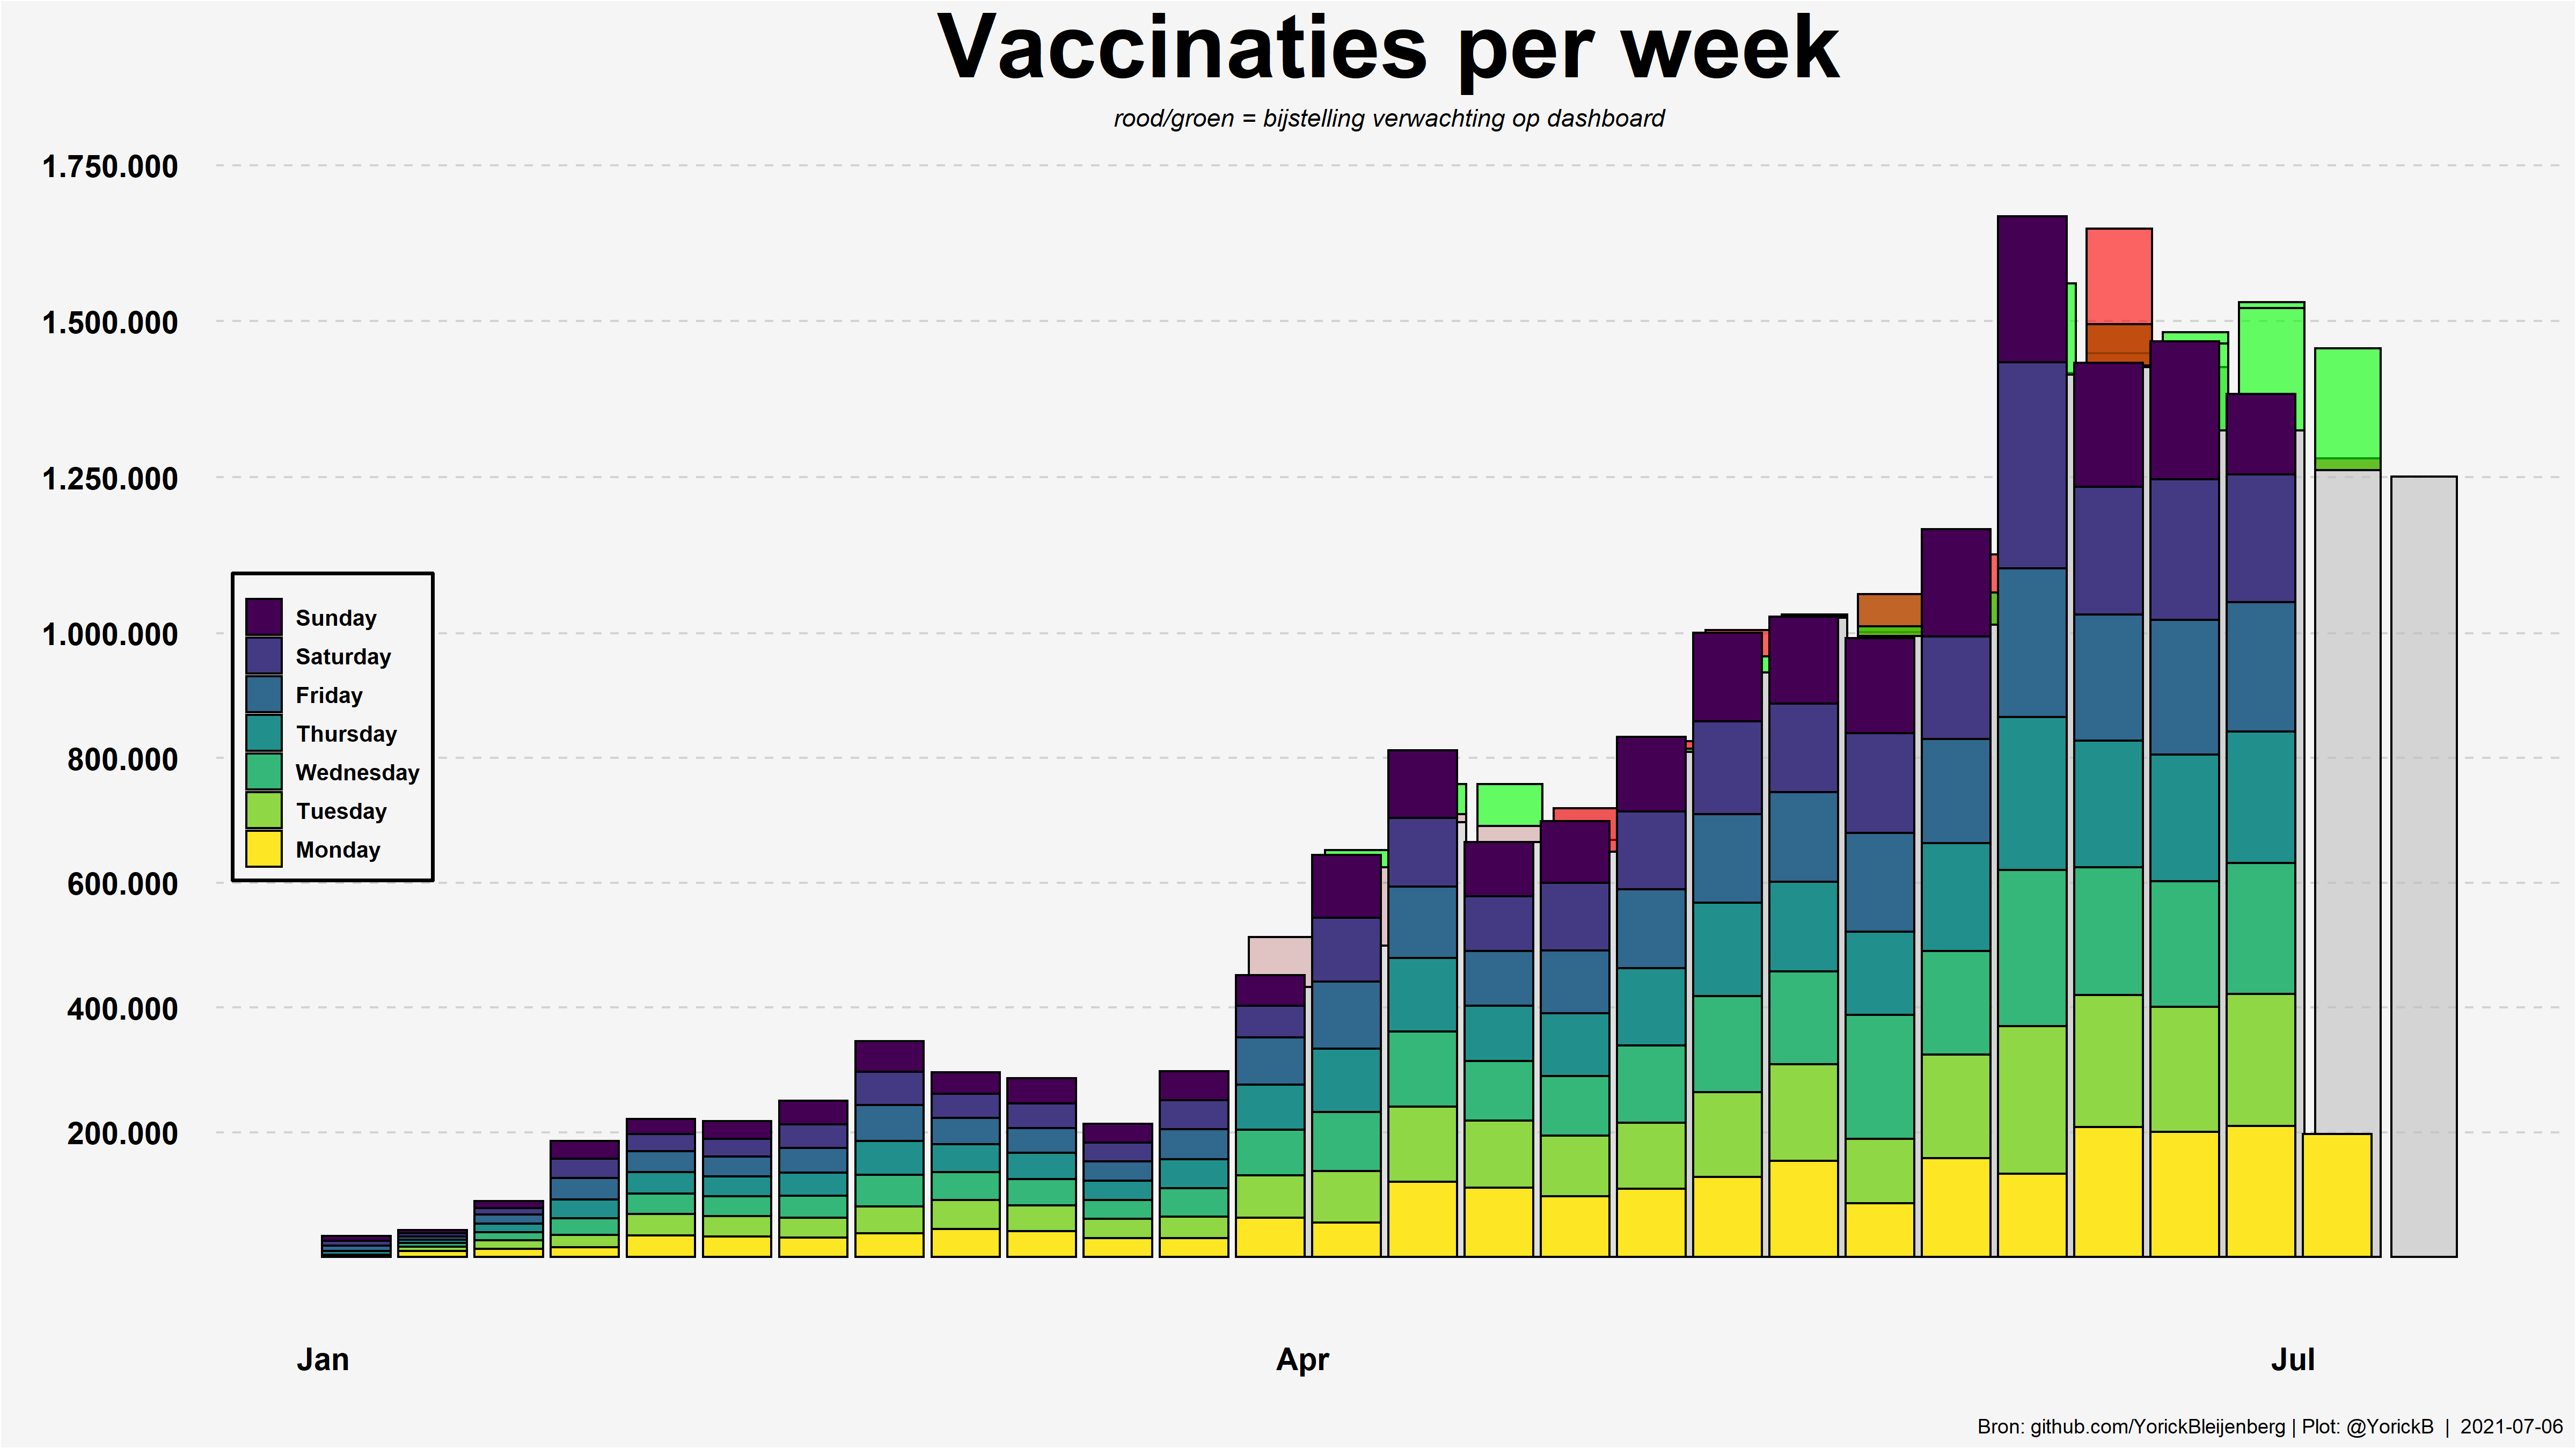 Vaccinaties per week
rood/groen = bijstelling verwachting op dashboard
1.750.000
1.500.000
1.250.000
1.000.000
800.000
600.000
400.000
200.000
Sunday
Saturday
Friday
Thursday
Wednesday
Tuesday
Monday
Jan Apr Jul
Bron: github.com/YorickBleijenberg | Plot: @YorickB | 2021-07-06